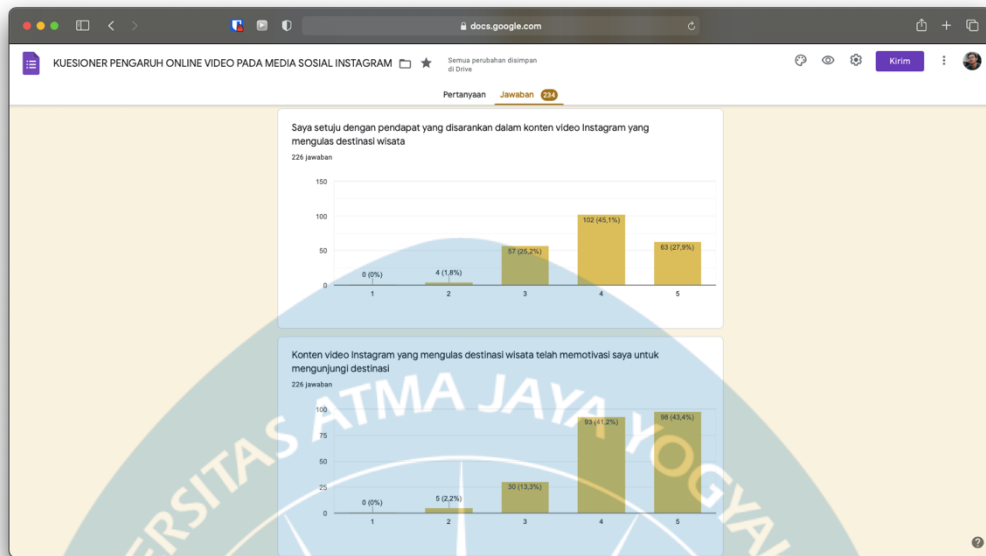 docs.google.com
KUESIONER PENGARUH ONLINE VIDEO PADA MEDIA SOSIAL INSTAGRAM
Semua perubahan disimpan
di Drive
Kirim
Pertanyaan Jawaban 234
Saya setuju dengan pendapat yang disarankan dalam konten video Instagram yang
mengulas destinasi wisata
226 jawaban
150
100
50
0
0 (0%)
4 (1,8%)
57 (25,2%)
102 (45,1%)
63 (27,9%)
1 2 3 4 5
Konten video Instagram yang mengulas destinasi wisata telah memotivasi saya untuk
mengunjungi destinasi
226 jawaban
100
75
50
25
0
0 (0%)
5 (2,2%)
30 (13,3%)
93 (41,2%)
98 (43,4%)
1 2 3 4 5
RSITAS ATMA JAYA YOGYA